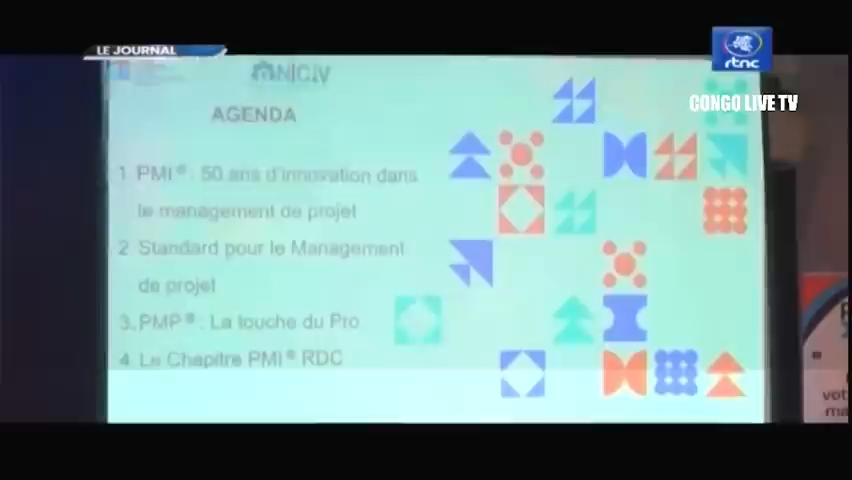 LE JOURNAL
rtnc
CONGO LIVE TV
AGENDA
1 PMI® : 50 ans d'innovation dans
le management de projet
2 Standard pour le Management
de projet
3. PMP® : La touche du Pro
4 Le Chapitre PMI® RDC